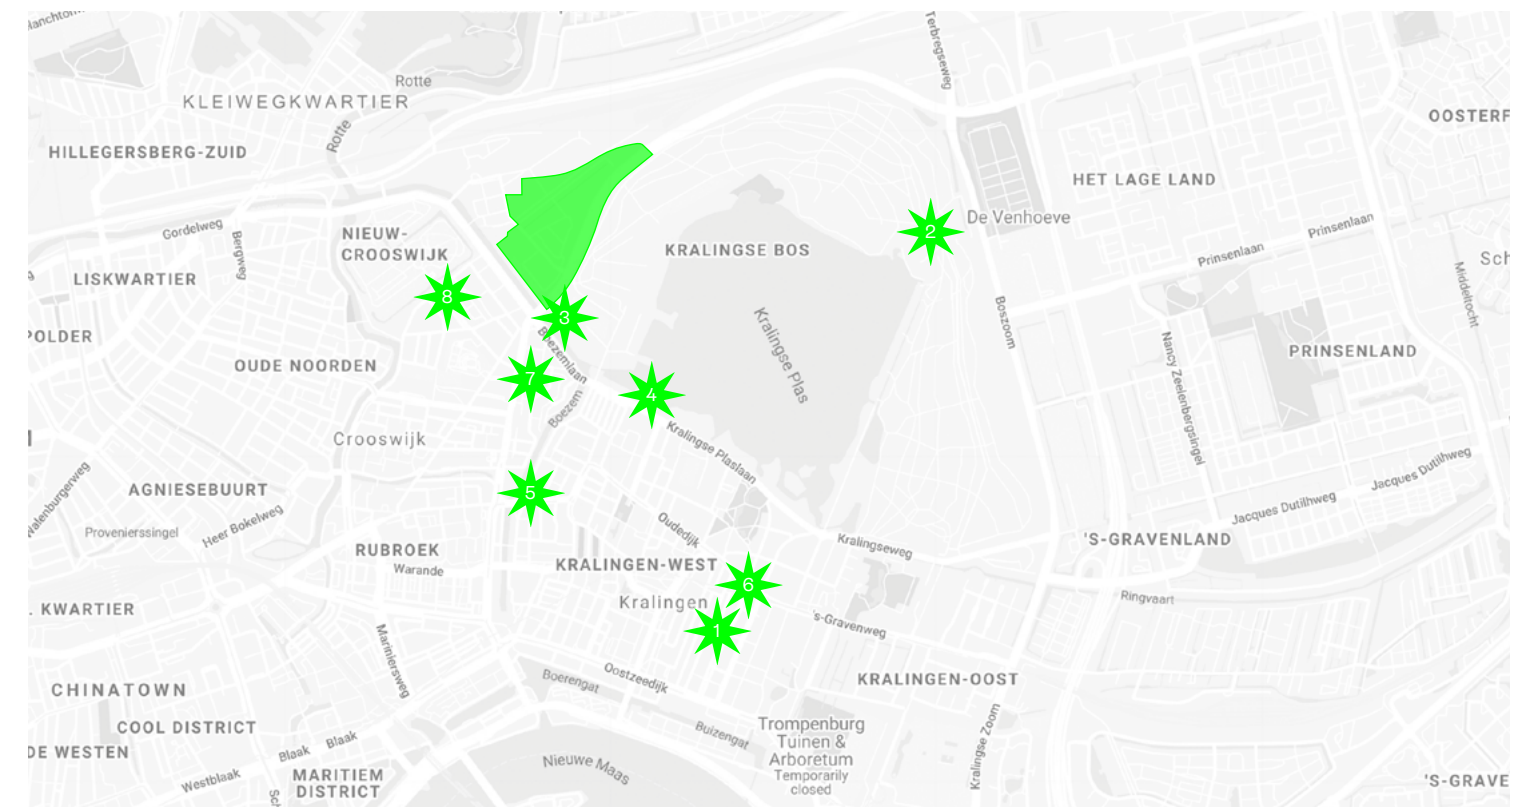 Rotte
KLEIWEGKWARTIER
Rotte
Terbregseweg
OOSTERF
HILLEGERSBERG-ZUID
HET LAGE LAND
De Venhoeve
Gordelweg
Bergweg
NIEUW-
CROOSWIJK
2
KRALINGSE BOS
Prinsenlaan
Prinsenlaan
Sch
LISKWARTIER
8
Middeltocht
3
Boszoom
POLDER
Boezemlaan
Kralingse Plas
Nancy Zeelenbergsingel
PRINSENLAND
OUDE NOORDEN
7
4
Boezem
Crooswijk
Kralingse Plaslaan
Jacques Dutilhweg
AGNIESEBUURT
5
Jacques Dutilhweg
Walenburgerweg
Provenierssingel
Heer Bokelweg
Oudedijk
Kralingseweg
'S-GRAVENLAND
RUBROEK
Warande
KRALINGEN-WEST
6
Kralingen
. KWARTIER
Ringvaart
's-Gravenweg
1
Mariniersweg
Oostzeedijk
Boerengat
KRALINGEN-OOST
CHINATOWN
COOL DISTRICT
Buizengat
Trompenburg
Tuinen &
Arboretum
Temporarily
closed
Kralingse Zoom
DE WESTEN
Blaak
Blaak
Westblaak
MARITIEM
DISTRICT
Nieuwe Maas
'S-GRAVE